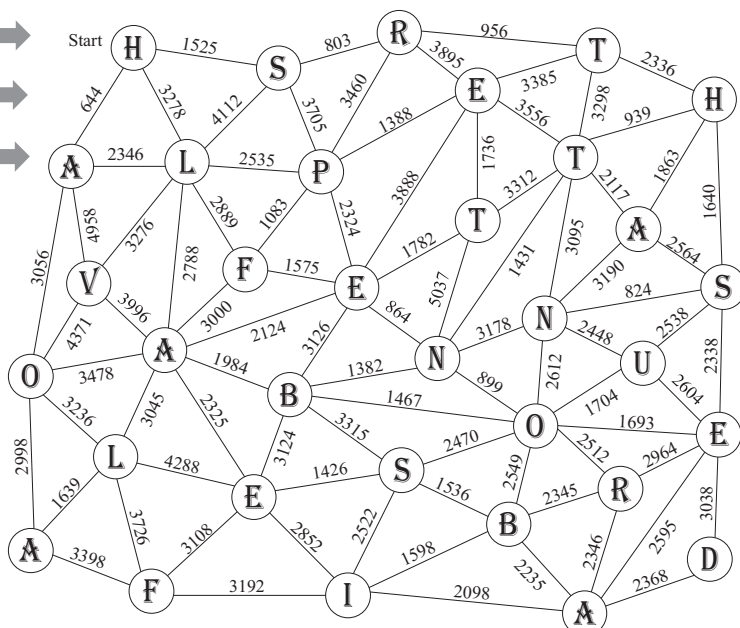 Start H 1525 S 803 R 956 T 2336 H
644 3278 4112 3705 3460 3895 E 3385 3298 939
A 2346 L 2535 P 1388 1736 3556 T 1863 1640
3056 4958 3276 2788 2889 1083 2324 3888 T 3312 2117 A 2564
V F 1575 E 1782 5037 1431 3095 3190 824 S
4371 3996 3000 2124 864 N 2448 2538 2338
O 3478 A 1984 3126 1382 N 3178 2612 U 2604
3236 3045 2325 B 1467 899 O 1704 1693 E
2998 L 4288 3124 3315 2470 2549 2512 2964 3038
1639 3726 E 1426 S 1536 2345 R 2595
A 3398 3108 2852 2522 1598 B 2235 2346 D
F 3192 I 2098 A 2368